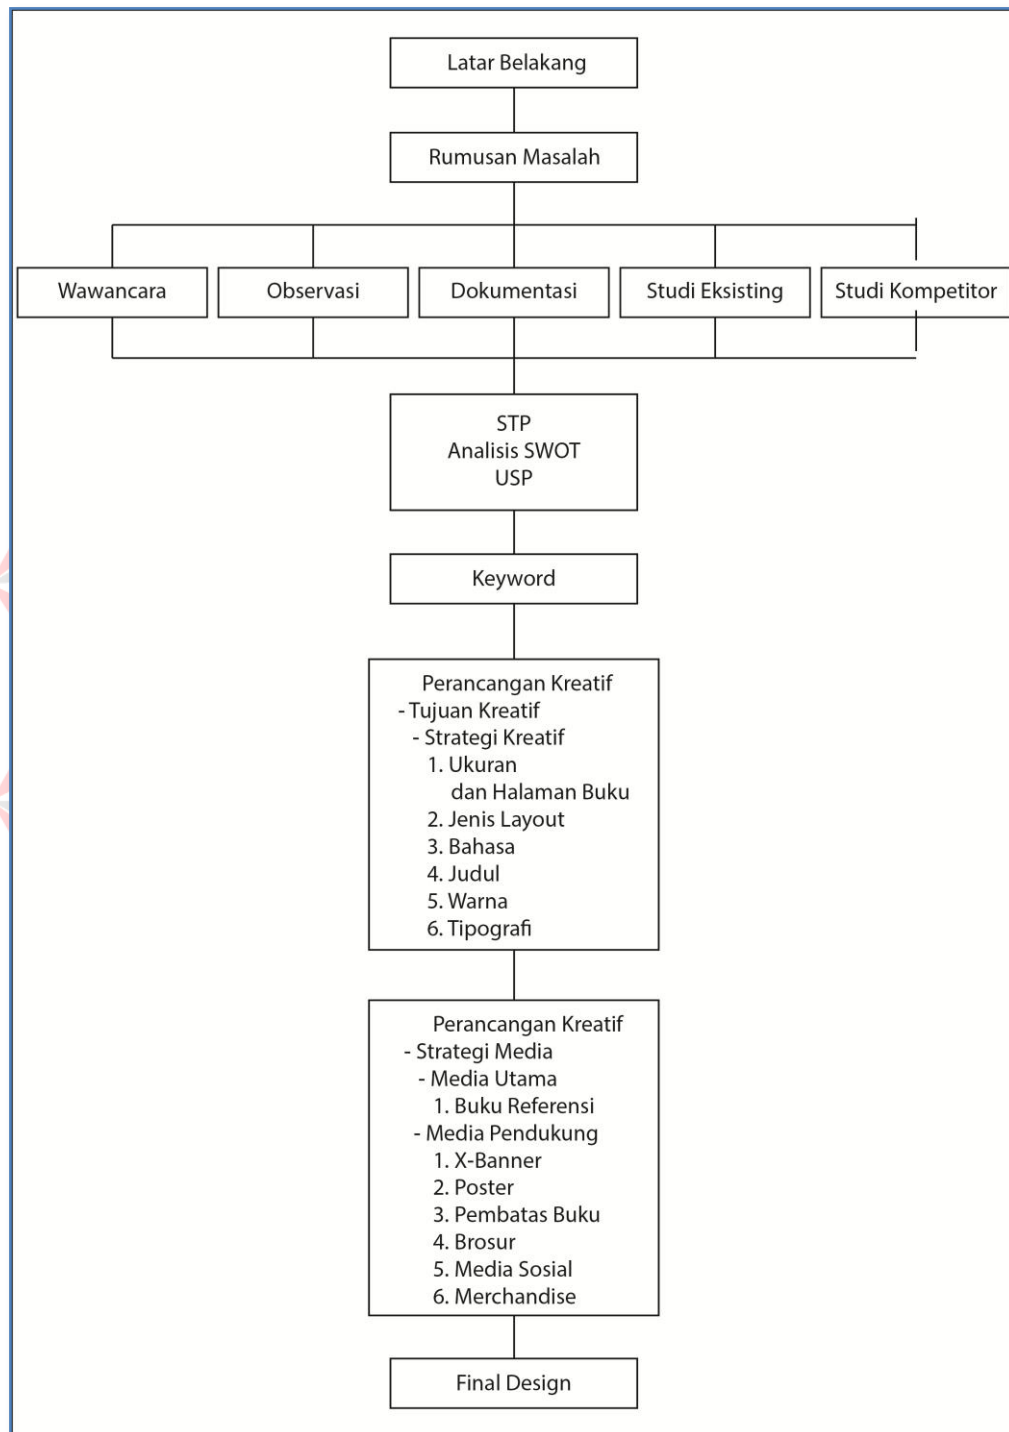 Latar Belakang
Rumusan Masalah
Wawancara
Observasi
Dokumentasi
Studi Eksisting
Studi Kompetitor
STP
Analisis SWOT
USP
Keyword
Perancangan Kreatif
- Tujuan Kreatif
- Strategi Kreatif
1. Ukuran
dan Halaman Buku
2. Jenis Layout
3. Bahasa
4. Judul
5. Warna
6. Tipografi
Perancangan Kreatif
- Strategi Media
- Media Utama
1. Buku Referensi
- Media Pendukung
1. X-Banner
2. Poster
3. Pembatas Buku
4. Brosur
5. Media Sosial
6. Merchandise
Final Design